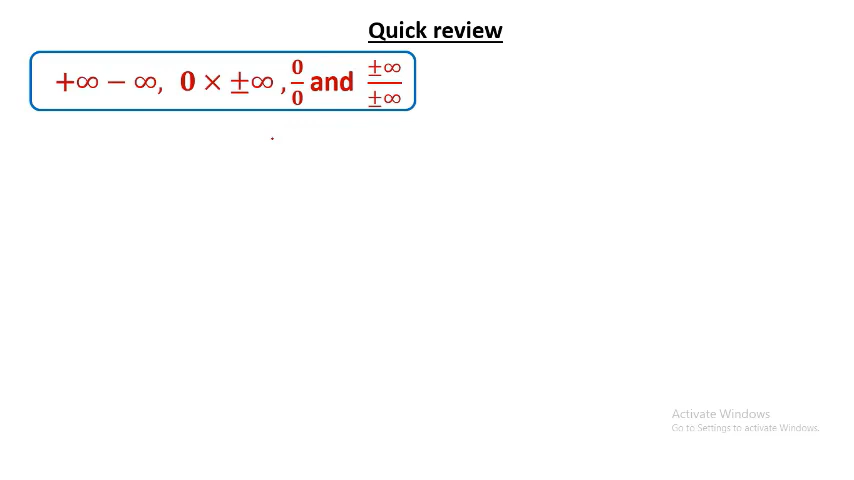 Quick review
+∞ − ∞, 0 × ±∞ , 0/0 and ±∞/±∞
Activate Windows
Go to Settings to activate Windows.